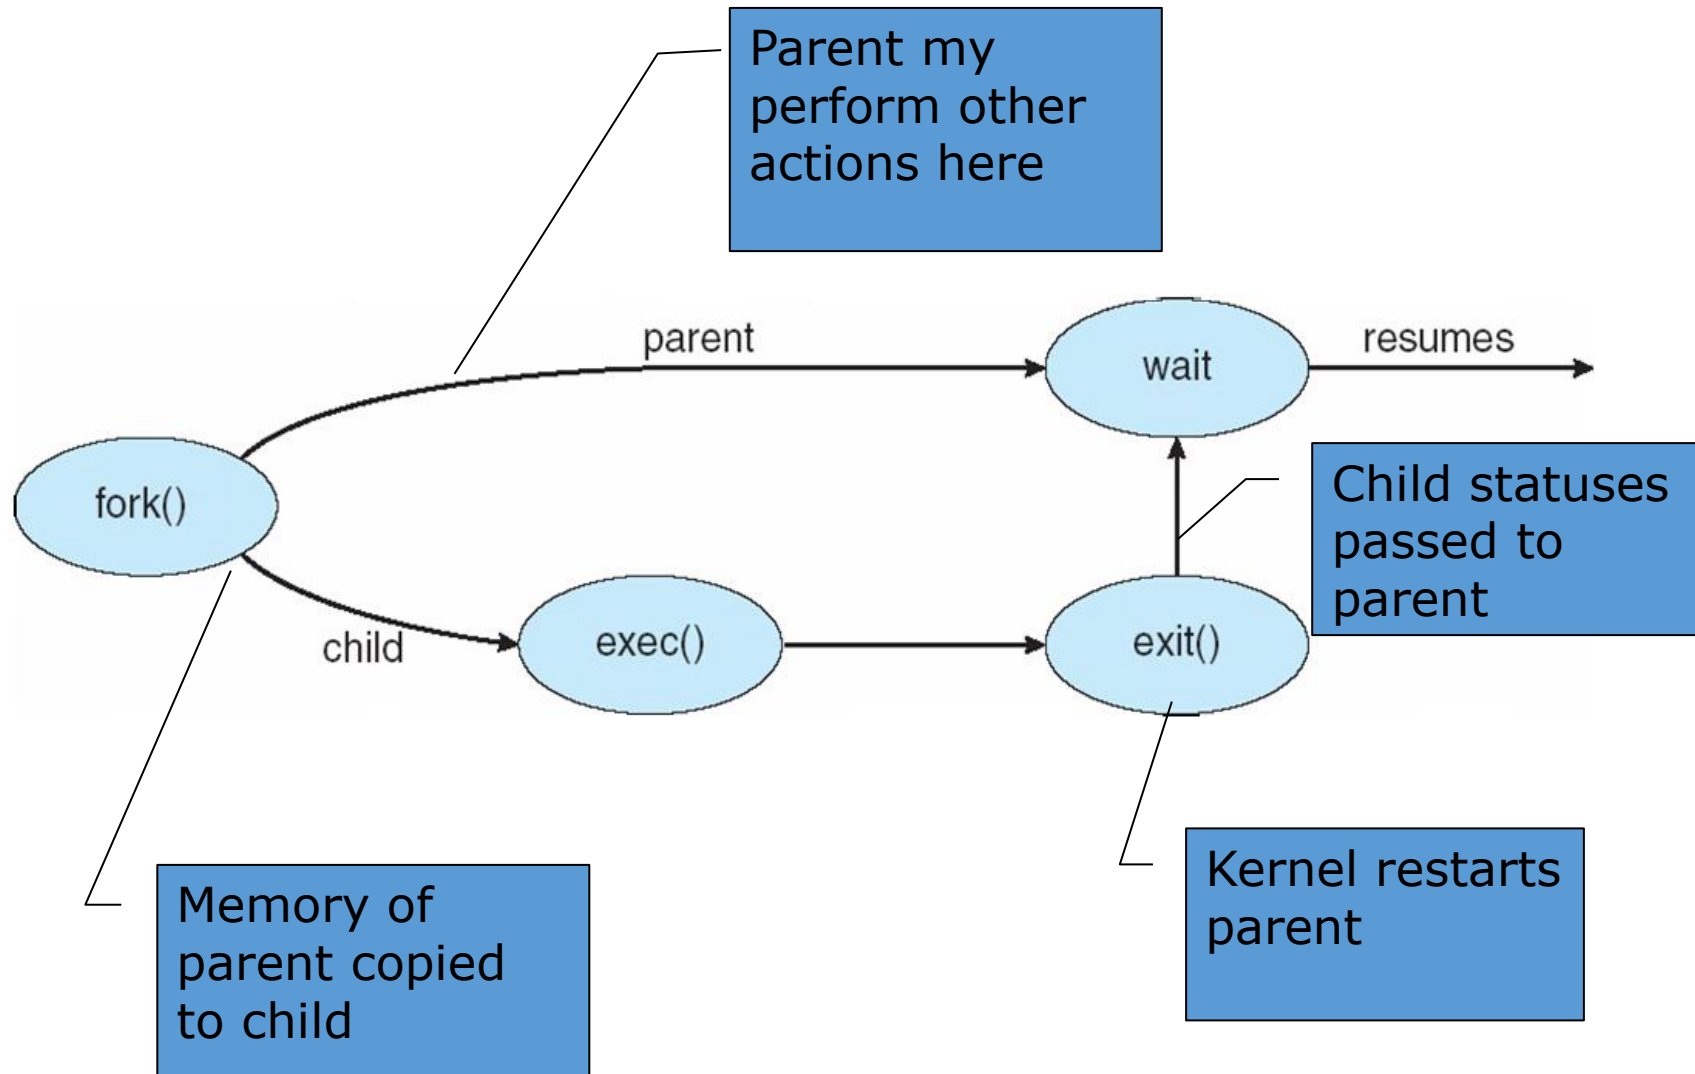 Parent my
perform other
actions here
parent
wait
resumes
fork()
Child statuses
passed to
parent
child
exec()
exit()
Memory of
parent copied
to child
Kernel restarts
parent